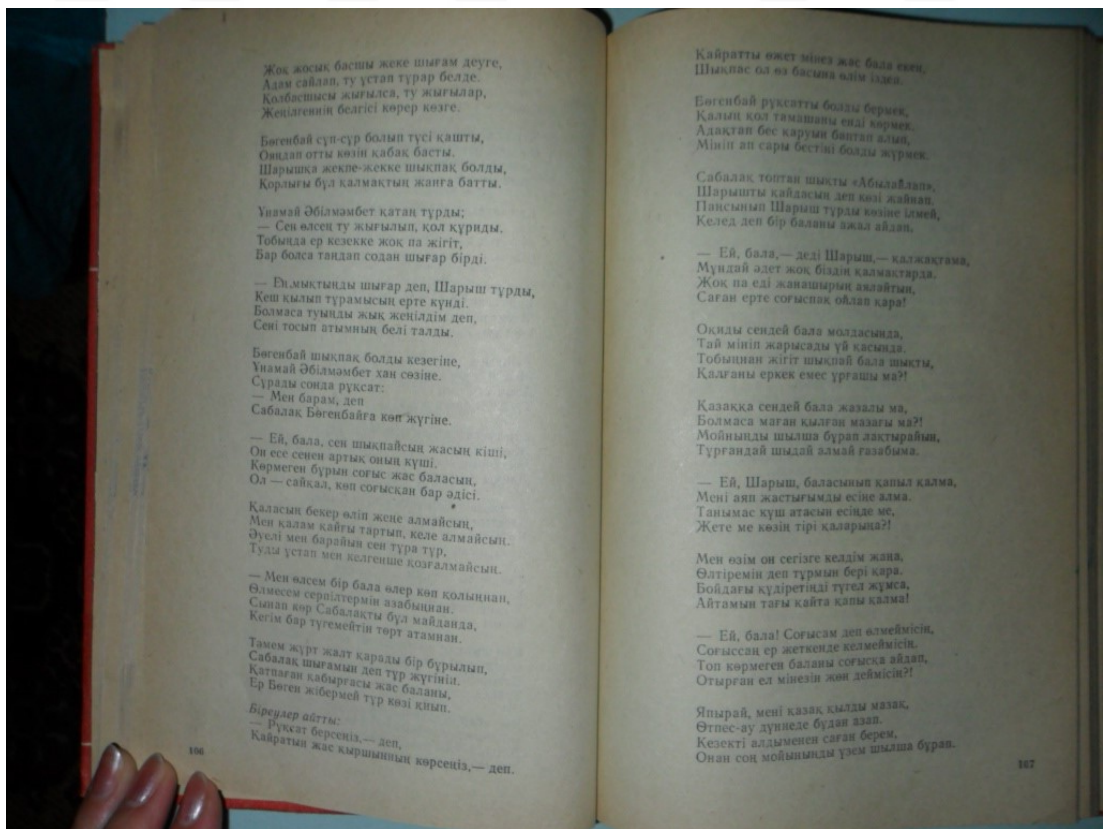 Жоқ жосық басшы жеке шығам деуге,
Адам сайлап, ту ұстап тұрар белде.
Қолбасшысы жығылса, ту жығылар,
Жеңілгеннің белгісі көрер көзге.
Бөгенбай сұп-сұр болып түсі қашты,
Ояңдап отты көзін қабақ басты.
Шарышқа жекпе-жекке шықпақ болды,
Қорлығы бұл қалмақтың жанға батты.
Ұнамай Әбілмәмбет қатаң тұрды;
— Сен өлсең ту жығылып, қол құриды.
Тобыңда ер кезекке жоқ па жігіт,
Бар болса таңдап содан шығар бірді.
— Ең мықтыңды шығар деп, Шарыш тұрды,
Кеш қылып тұрамысың ерте күнді.
Болмаса туыңды жық жеңілдім деп,
Сені тосып атымның белі талды.
Бөгенбай шықпақ болды кезегіне,
Ұнамай Әбілмәмбет хан сөзіне.
Сұрады сонда рұқсат:
— Мен барам, деп
Сабалақ Бөгенбайға көп жүгіне.
— Ей, бала, сен шықпайсың жасың кіші,
Он есе сенен артық оның күші.
Көрмеген бұрын соғыс жас баласың,
Ол — сайқал, көп соғысқан бар әдісі.
Қаласың бекер өліп жеңе алмайсың,
Мен қалам қайғы тартып, келе алмайсың.
Әуелі мен барайын сен тұра тұр,
Туды ұстап мен келгенше қозғалмайсың.
— Мен өлсем бір бала өлер көп қолыңнан,
Өлмесем серпілтермін азабыңнан.
Сынап көр Сабалақты бұл майданда,
Кегім бар түгемейтін төрт атамнан.
Тамам жұрт жалт қарады бір бұрылып,
Сабалақ шығамын деп тұр жүгініп.
Қатпаған қабырғасы жас баланы,
Ер Бөген жібермей тұр көзі қиып.
Біреулер айтты:
— Рұқсат берсеңіз,— деп,
Қайратын жас қыршынның көрсеңіз,— деп.
166
Қайратты өжет мінез жас бала екен,
Шықпас ол өз басына өлім іздеп.
Бөгенбай рұқсатты болды бермек,
Қалың қол тамашаны енді көрмек.
Адақтап бес қаруын баптап алып,
Мініп ап сары бестіні болды жүрмек.
Сабалақ топтан шықты «Абылайлап»,
Шарышты қайдасың деп көзі жайнап.
Паңсынып Шарыш тұрды көзіне ілмей,
Келед деп бір баланы ажал айдап.
— Ей, бала,— деді Шарыш,— қалжақтама,
Мұндай әдет жоқ біздің қалмақтарда.
Жоқ па еді жанашырың аялайтын,
Саған ерте соғыспақ ойлап қара!
Оқиды сендей бала молдасында,
Тай мініп жарысады үй қасында.
Тобыңнан жігіт шықпай бала шықты,
Қалғаны еркек емес ұрғашы ма?!
Қазаққа сендей бала жазалы ма,
Болмаса маған қылған мазағы ма?!
Мойныңды шылша бұрап лақтырайын,
Тұрғандай шыдай алмай ғазабыма.
— Ей, Шарыш, баласынып қапыл қалма,
Мені аяп жастығымды есіңе алма.
Танымас күш атасын есіңде ме,
Жете ме көзің тірі қаларыңа?!
Мен өзім он сегізге келдім жаңа,
Өлтіремін деп тұрмын бері қара.
Бойдағы құдіретіңді түгел жұмса,
Айтамын тағы қайта қапы қалма!
— Ей, бала! Соғысам деп өлмеймісің,
Соғыссаң ер жеткенде келмеймісің.
Топ көрмеген баланы соғысқа айдап,
Отырған ел мінезін жөн деймісің?!
Япырай, мені қазақ қылды мазақ,
Өтпес-ау дүниеде бұдан азап.
Кезекті алдыменен саған берем,
Онан соң мойыныңды үзем шылша бұрап.
167